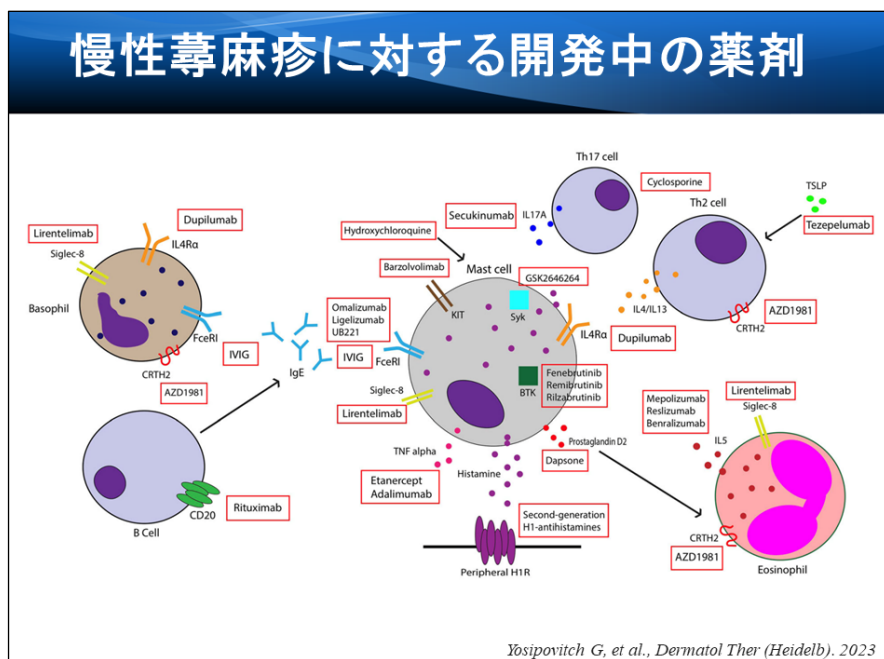 慢性蕁麻疹に対する開発中の薬剤
Th17 cell
Cyclosporine
Th2 cell
TSLP
Tezepelumab
Secukinumab
IL17A
Dupilumab
Lirentelimab
Siglec-8
IL4Rα
Hydroxychloroquine
Barzolvolimab
Mast cell
GSK2646264
KIT
Syk
IL4/IL13
AZD1981
CRTH2
Basophil
FceRI
IVIG
CRTH2
AZD1981
Omalizumab
Ligelizumab
UB221
IgE
IVIG
FceRI
IL4Rα
Dupilumab
BTK
Fenebrutinib
Remibrutinib
Rilzabrutinib
Siglec-8
Lirentelimab
Mepolizumab
Reslizumab
Benralizumab
IL5
Lirentelimab
Siglec-8
TNF alpha
Etanercept
Adalimumab
Histamine
Prostaglandin D2
Dapsone
B Cell
CD20
Rituximab
Second-generation
H1-antihistamines
Peripheral H1R
CRTH2
AZD1981
Eosinophil
Yosipovitch G, et al., Dermatol Ther (Heidelb). 2023